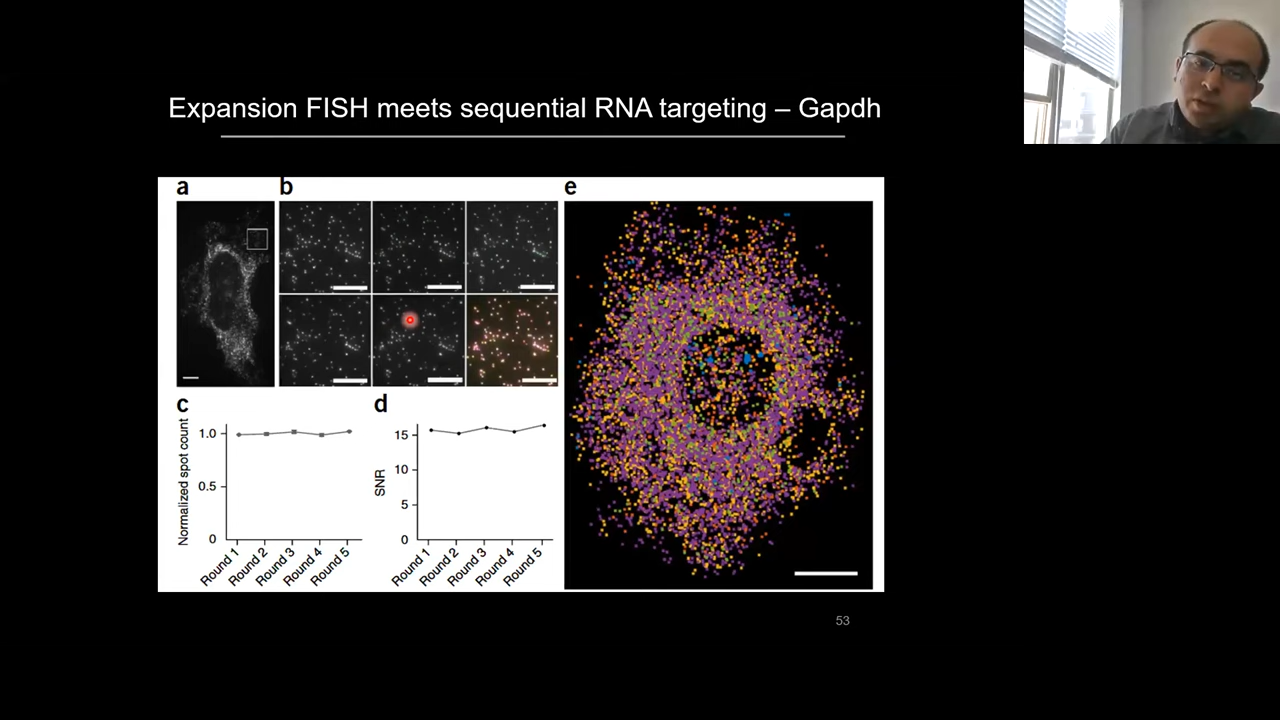 Expansion FISH meets sequential RNA targeting – Gapdh
a
b
e
c
Normalized spot count
1.0
0.5
0
Round 1
Round 2
Round 3
Round 4
Round 5
d
SNR
15
10
5
0
Round 1
Round 2
Round 3
Round 4
Round 5
53